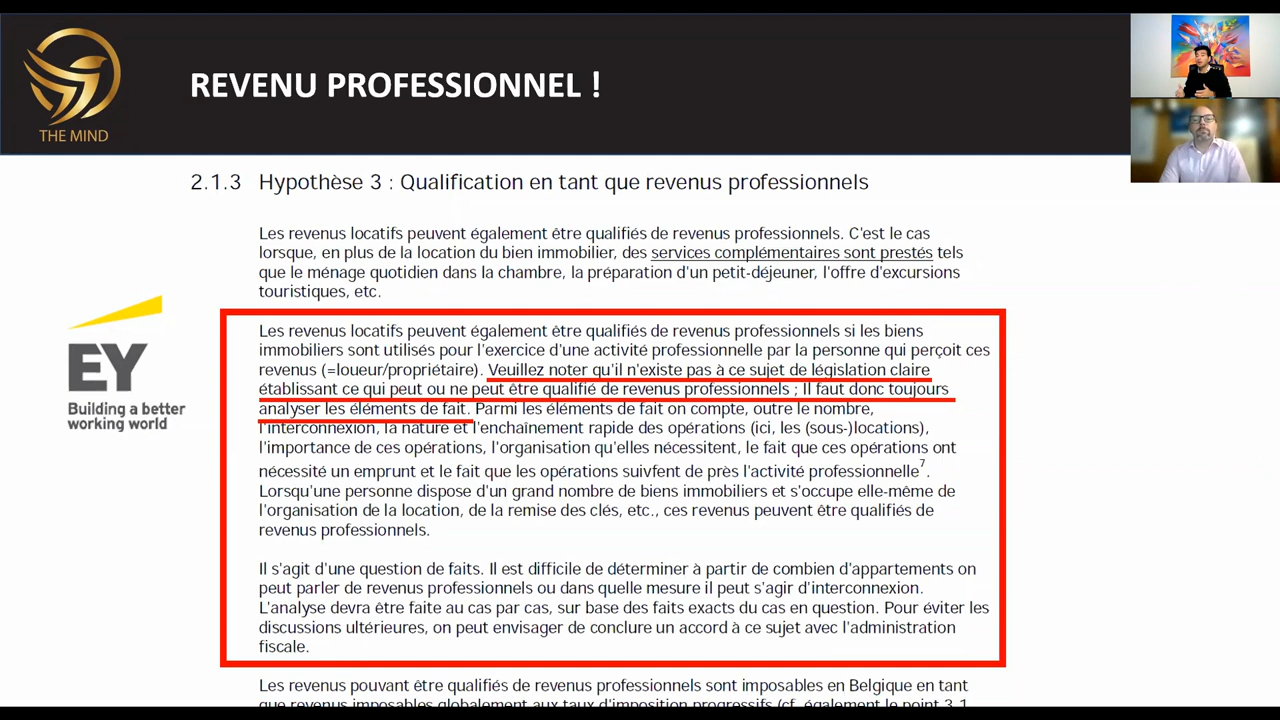 THE MIND
REVENU PROFESSIONNEL !
2.1.3 Hypothèse 3 : Qualification en tant que revenus professionnels
Les revenus locatifs peuvent également être qualifiés de revenus professionnels. C'est le cas
lorsque, en plus de la location du bien immobilier, des services complémentaires sont prestés tels
que le ménage quotidien dans la chambre, la préparation d'un petit-déjeuner, l'offre d'excursions
touristiques, etc.
EY
Building a better
working world
Les revenus locatifs peuvent également être qualifiés de revenus professionnels si les biens
immobiliers sont utilisés pour l'exercice d'une activité professionnelle par la personne qui perçoit ces
revenus (=loueur/propriétaire). Veuillez noter qu'il n'existe pas à ce sujet de législation claire
établissant ce qui peut ou ne peut être qualifié de revenus professionnels ; Il faut donc toujours
analyser les éléments de fait. Parmi les éléments de fait on compte, outre le nombre,
l'interconnexion, la nature et l'enchaînement rapide des opérations (ici, les (sous-)locations),
l'importance de ces opérations, l'organisation qu'elles nécessitent, le fait que ces opérations ont
nécessité un emprunt et le fait que les opérations suivfent de près l'activité professionnelle7.
Lorsqu'une personne dispose d'un grand nombre de biens immobiliers et s'occupe elle-même de
l'organisation de la location, de la remise des clés, etc., ces revenus peuvent être qualifiés de
revenus professionnels.
Il s'agit d'une question de faits. Il est difficile de déterminer à partir de combien d'appartements on
peut parler de revenus professionnels ou dans quelle mesure il peut s'agir d'interconnexion.
L'analyse devra être faite au cas par cas, sur base des faits exacts du cas en question. Pour éviter les
discussions ultérieures, on peut envisager de conclure un accord à ce sujet avec l'administration
fiscale.
Les revenus pouvant être qualifiés de revenus professionnels sont imposables en Belgique en tant
que revenus imposables globalement aux taux d'imposition progressifs (cf. également le point 3.1